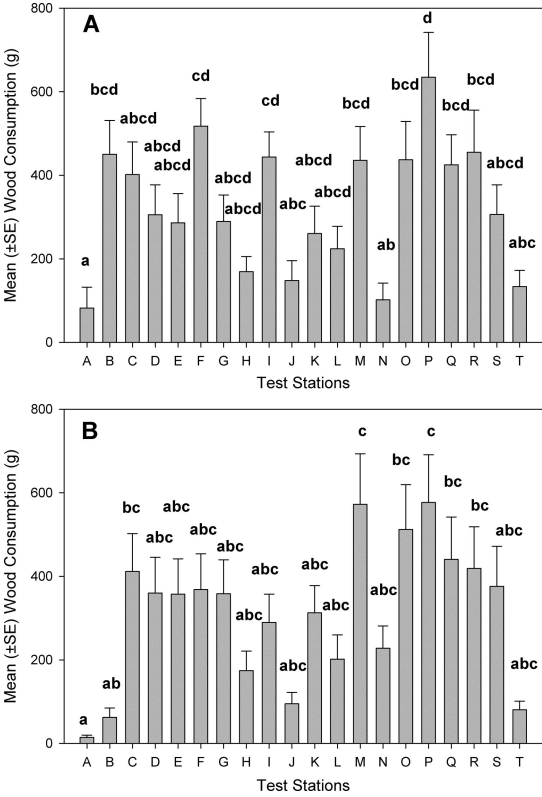 A
Mean (±SE) Wood Consumption (g)
800
600
400
200
0
a
bcd
abcd
abcd
abcd
cd
abcd
abcd
cd
abc
abcd
abcd
bcd
ab
bcd
d
bcd
bcd
abcd
abc
A B C D E F G H I J K L M N O P Q R S T
Test Stations
B
Mean (±SE) Wood Consumption (g)
800
600
400
200
0
a
ab
bc
abc
abc
abc
abc
abc
abc
abc
abc
abc
c
abc
bc
c
bc
bc
abc
abc
A B C D E F G H I J K L M N O P Q R S T
Test Stations